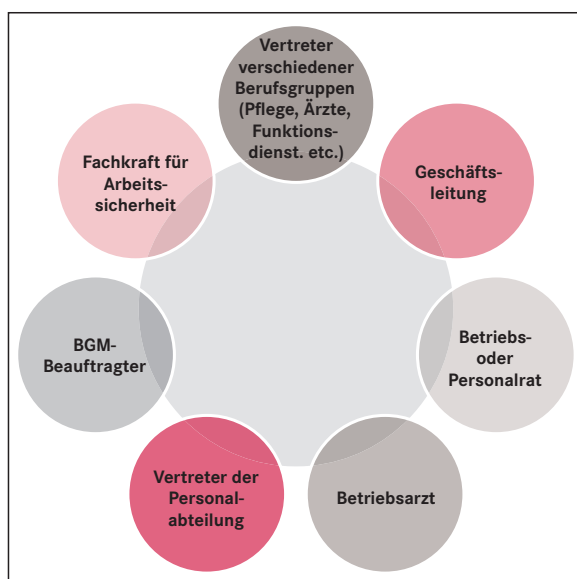 Vertreter
verschiedener
Berufsgruppen
(Pflege, Ärzte,
Funktions-
dienst. etc.)
Geschäfts-
leitung
Betriebs-
oder
Personalrat
Betriebsarzt
Vertreter der
Personal-
abteilung
BGM-
Beauftragter
Fachkraft für
Arbeits-
sicherheit